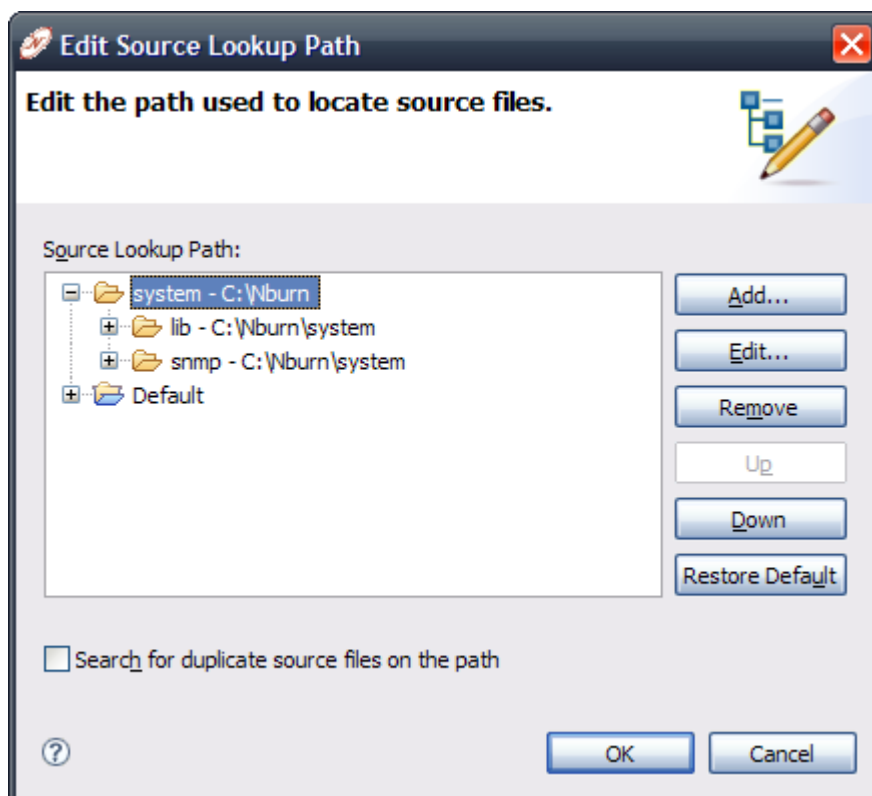 Edit Source Lookup Path
Edit the path used to locate source files.
Source Lookup Path:
system - C:\Nburn
lib - C:\Nburn\system
snmp - C:\Nburn\system
Default
Add...
Edit...
Remove
Up
Down
Restore Default
Search for duplicate source files on the path
?
OK
Cancel